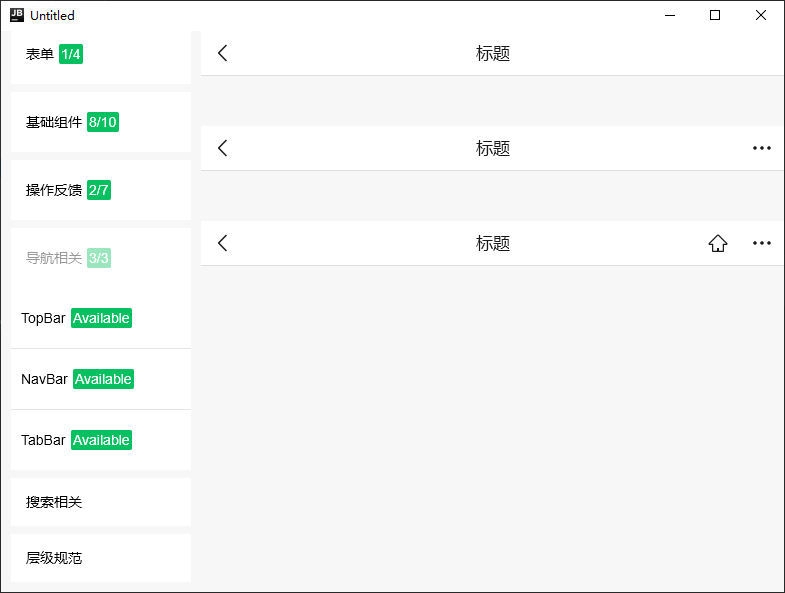 Untitled
表单 1/4
基础组件 8/10
操作反馈 2/7
导航相关 3/3
TopBar Available
NavBar Available
TabBar Available
搜索相关
层级规范
标题
标题
标题